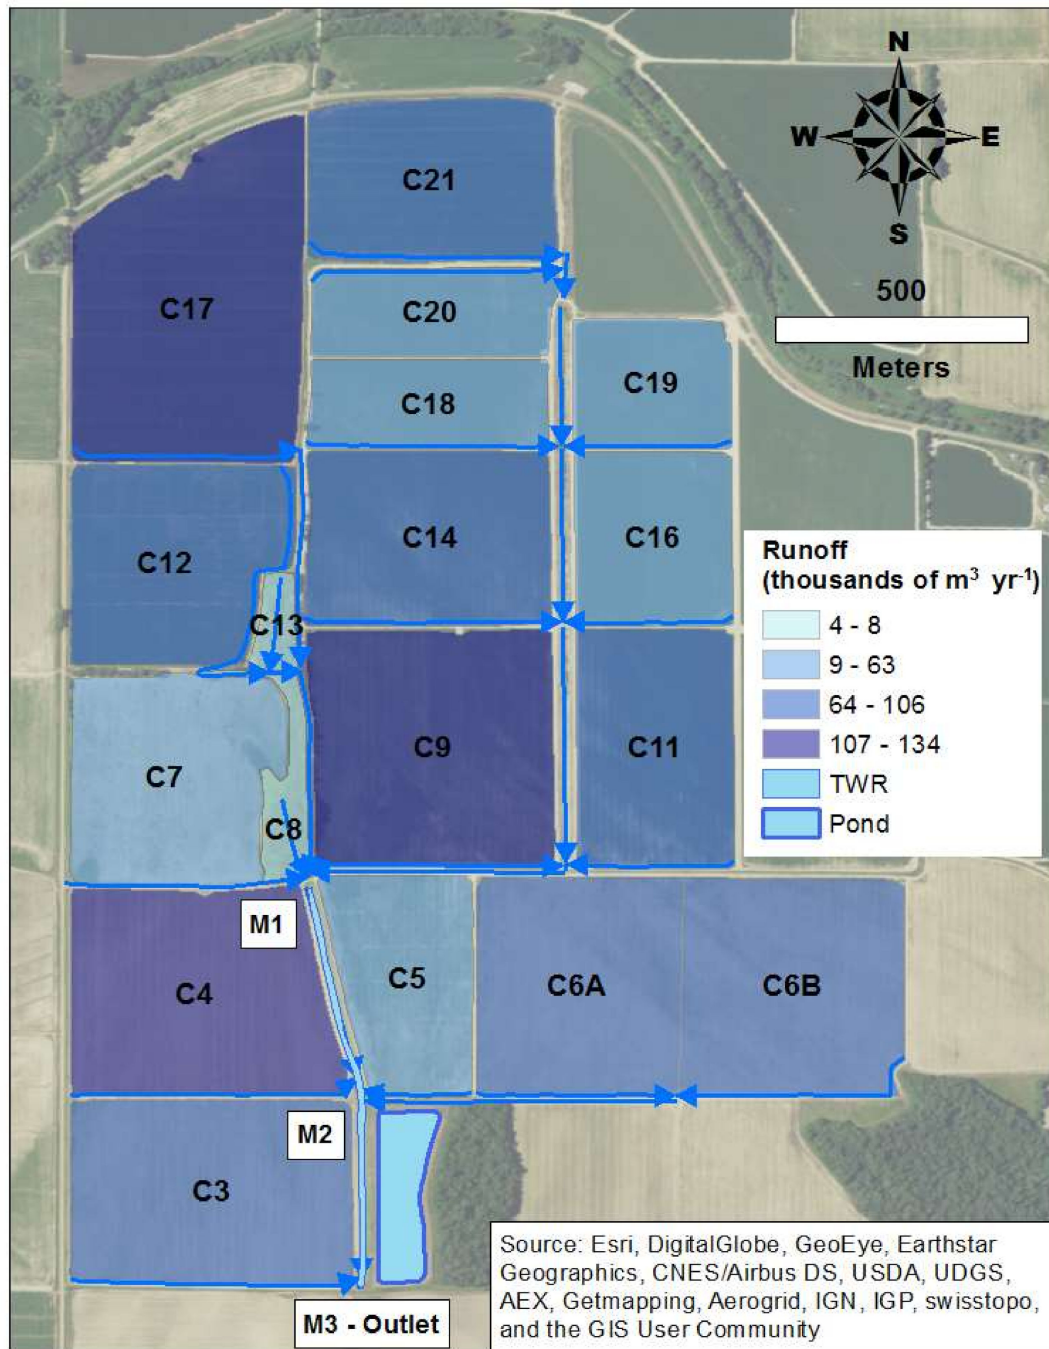 N
W E
S
500
Meters
C21
C17
C20
C18
C19
C12
C14
C16
C13
C7
C9
C11
C8
M1
C4
C5
C6A
C6B
M2
C3
M3 - Outlet
Runoff
(thousands of m³ yr⁻¹)
4 - 8
9 - 63
64 - 106
107 - 134
TWR
Pond
Source: Esri, DigitalGlobe, GeoEye, Earthstar
Geographics, CNES/Airbus DS, USDA, UDGS,
AEX, Getmapping, Aerogrid, IGN, IGP, swisstopo,
and the GIS User Community